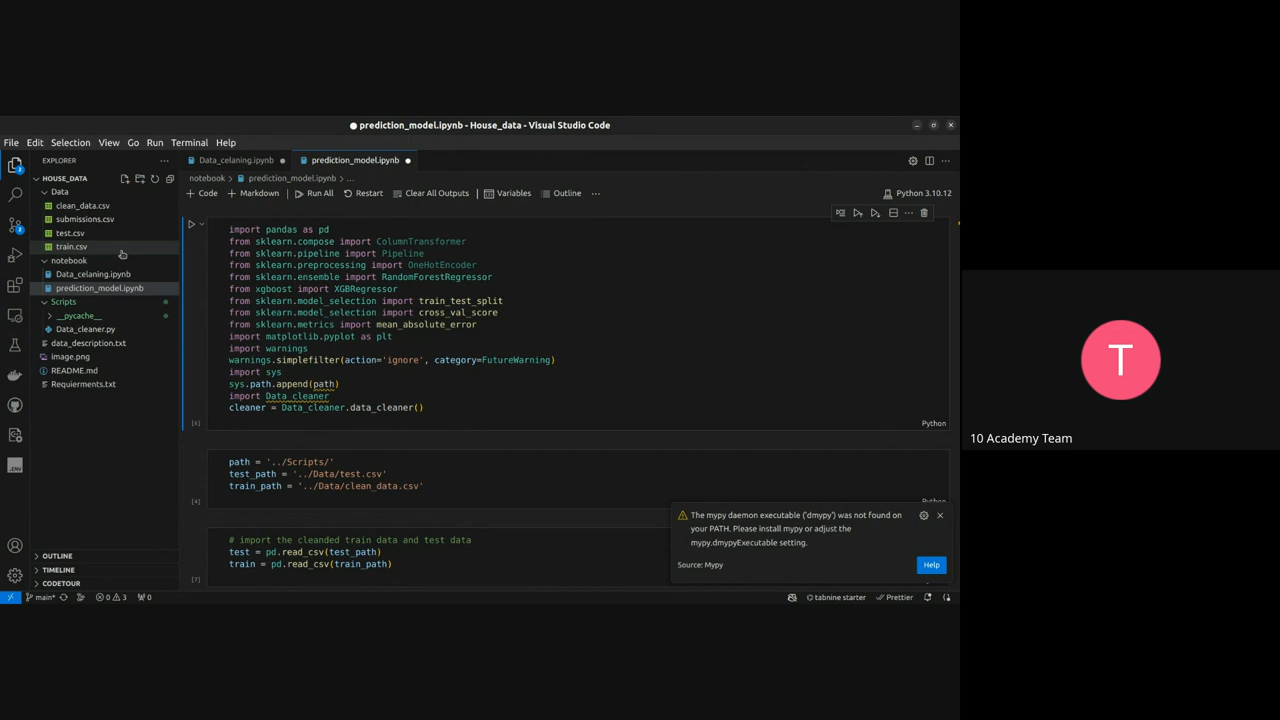 prediction_model.ipynb - House_data - Visual Studio Code
File Edit Selection View Go Run Terminal Help
EXPLORER
HOUSE_DATA
Data
clean_data.csv
submissions.csv
test.csv
train.csv
notebook
Data_celaning.ipynb
prediction_model.ipynb
Scripts
__pycache__
Data_cleaner.py
data_description.txt
image.png
README.md
Requierments.txt
OUTLINE
TIMELINE
CODETOUR
Data_celaning.ipynb prediction_model.ipynb
notebook > prediction_model.ipynb > ...
+ Code + Markdown Run All Restart Clear All Outputs Variables Outline ... Python 3.10.12
import pandas as pd
from sklearn.compose import ColumnTransformer
from sklearn.pipeline import Pipeline
from sklearn.preprocessing import OneHotEncoder
from sklearn.ensemble import RandomForestRegressor
from xgboost import XGBRegressor
from sklearn.model_selection import train_test_split
from sklearn.model_selection import cross_val_score
from sklearn.metrics import mean_absolute_error
import matplotlib.pyplot as plt
import warnings
warnings.simplefilter(action='ignore', category=FutureWarning)
import sys
sys.path.append(path)
import Data_cleaner
cleaner = Data_cleaner.data_cleaner()
[6] Python
path = '../Scripts/'
test_path = '../Data/test.csv'
train_path = '../Data/clean_data.csv'
[4] Python
# import the cleanded train data and test data
test = pd.read_csv(test_path)
train = pd.read_csv(train_path)
[7]
The mypy daemon executable ('dmypy') was not found on
your PATH. Please install mypy or adjust the
mypy.dmypyExecutable setting.
Source: Mypy Help
main* 0 3 0 tabnine starter Prettier
T
10 Academy Team